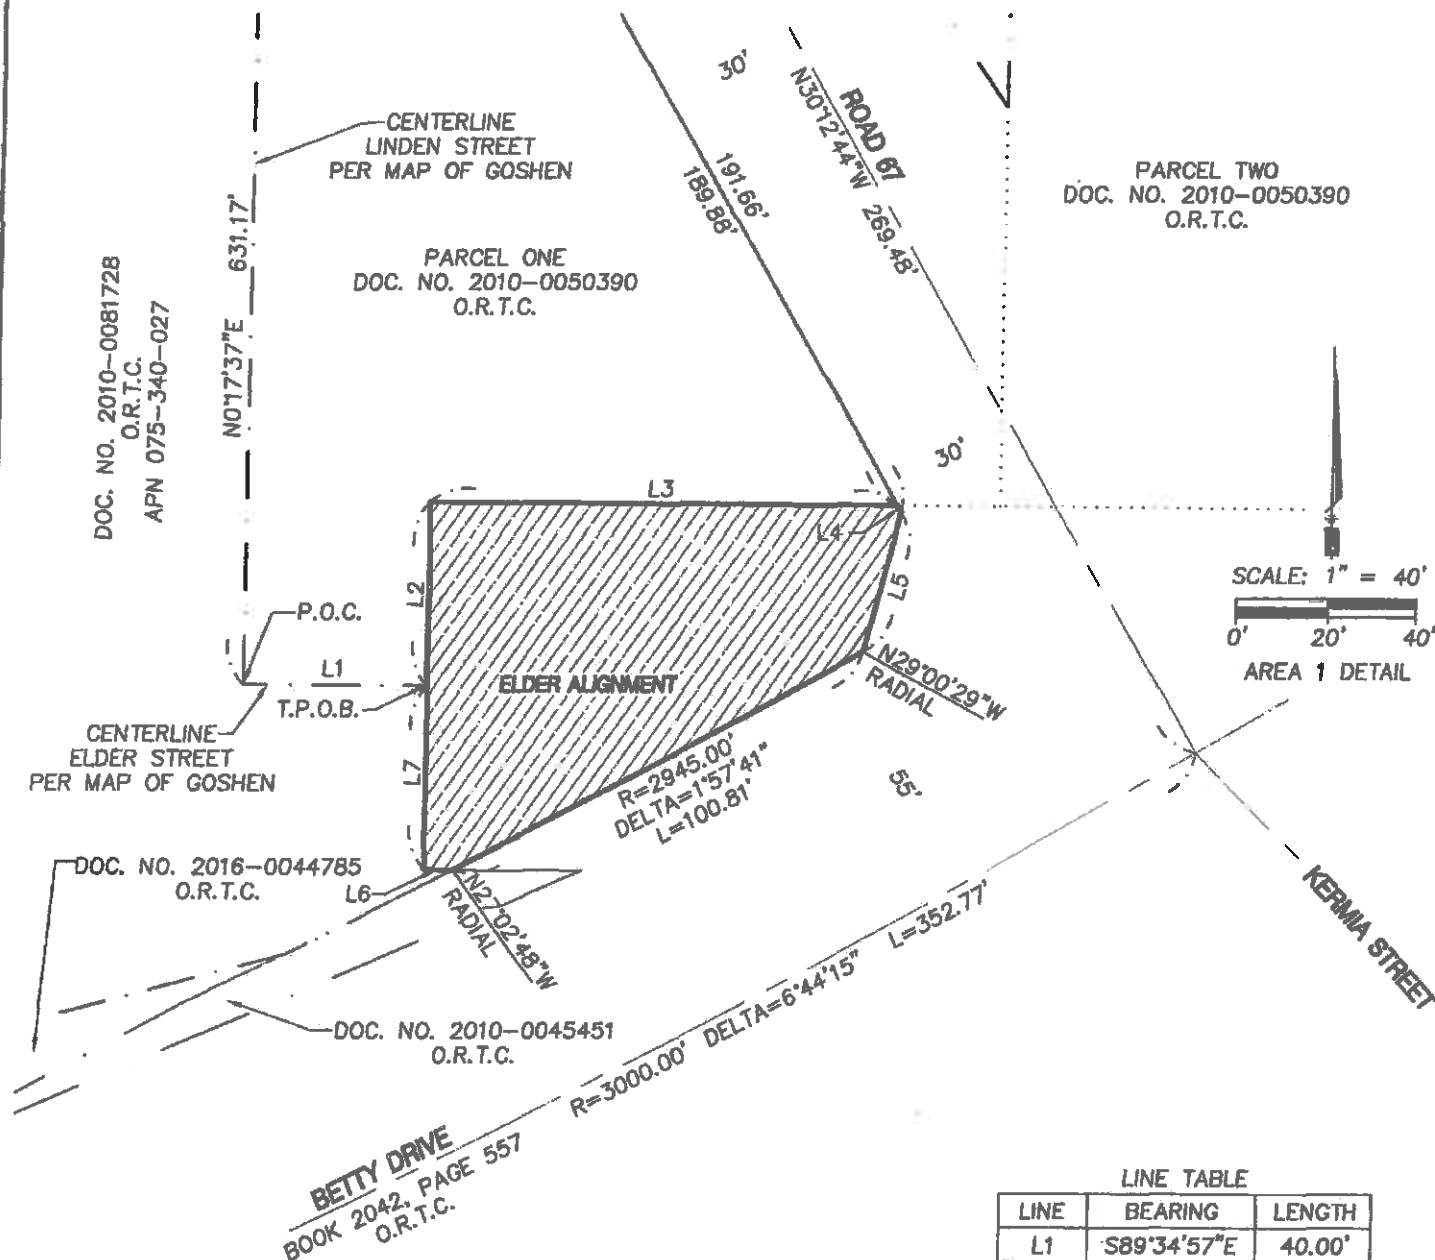 30'
ROAD 67
N30°12'44"W 269.48'
CENTERLINE
LINDEN STREET
PER MAP OF GOSHEN
191.66'
189.88'
PARCEL TWO
DOC. NO. 2010-0050390
O.R.T.C.
N0°17'37"E 631.17'
PARCEL ONE
DOC. NO. 2010-0050390
O.R.T.C.
DOC. NO. 2010-0081728
O.R.T.C.
APN 075-340-027
30'
L3
L4
L2
L5
SCALE: 1" = 40'
0' 20' 40'
AREA 1 DETAIL
P.O.C.
L1
T.P.O.B.
ELDER ALIGNMENT
N29°00'29"W
RADIAL
CENTERLINE
ELDER STREET
PER MAP OF GOSHEN
L7
R=2945.00'
DELTA=1°57'41"
L=100.81'
55'
DOC. NO. 2016-0044785
O.R.T.C.
L6
N27°02'48"W
RADIAL
KERMIA STREET
DOC. NO. 2010-0045451
O.R.T.C.
R=3000.00' DELTA=6°44'15" L=352.77'
BETTY DRIVE
BOOK 2042, PAGE 557
O.R.T.C.
LINE TABLE
LINE BEARING LENGTH
L1 S89°34'57"E 40.00'